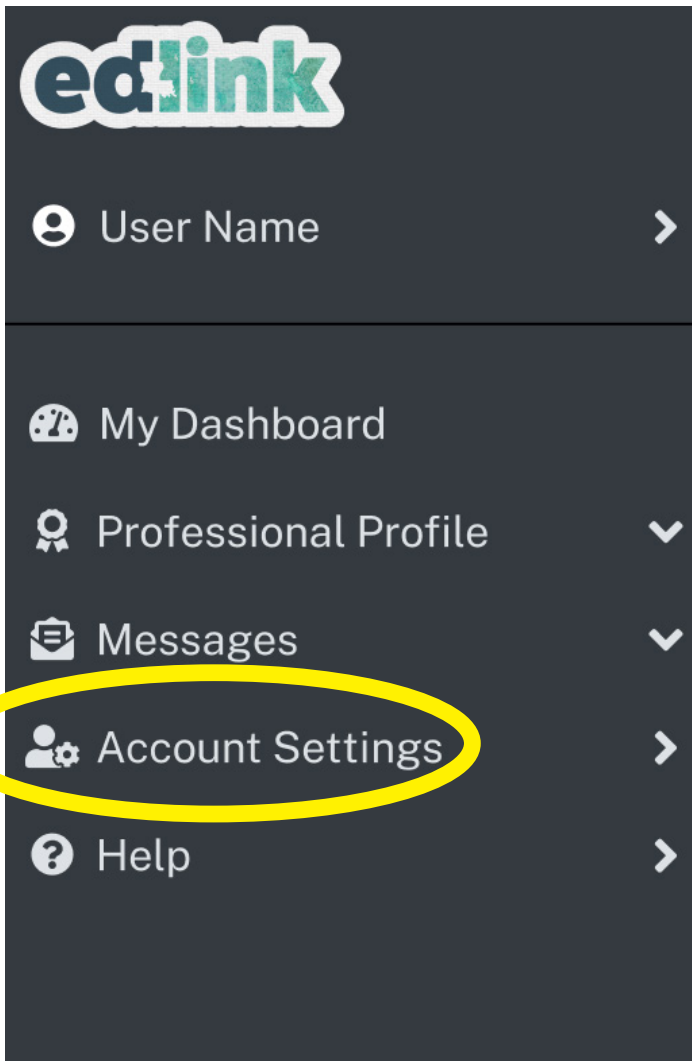 edlink
User Name
My Dashboard
Professional Profile
Messages
Account Settings
Help